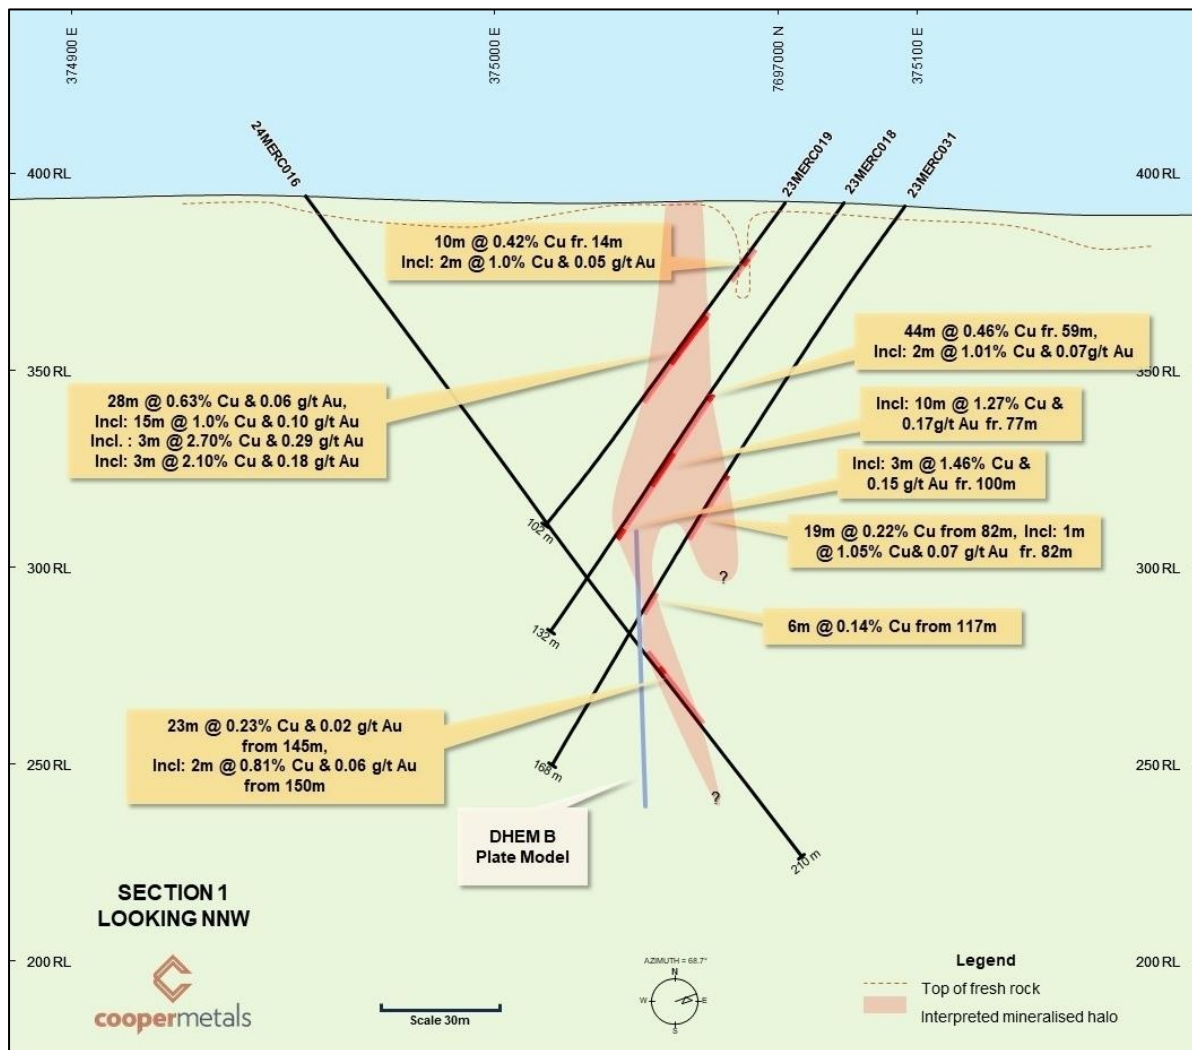 374900 E
375000 E
7697000 N
375100 E
24MERC016
23MERC019
23MERC018
23MERC031
400 RL
400 RL
10m @ 0.42% Cu fr. 14m
Incl: 2m @ 1.0% Cu & 0.05 g/t Au
44m @ 0.46% Cu fr. 59m,
Incl: 2m @ 1.01% Cu & 0.07g/t Au
350 RL
350 RL
28m @ 0.63% Cu & 0.06 g/t Au,
Incl: 15m @ 1.0% Cu & 0.10 g/t Au
Incl. : 3m @ 2.70% Cu & 0.29 g/t Au
Incl: 3m @ 2.10% Cu & 0.18 g/t Au
Incl: 10m @ 1.27% Cu &
0.17g/t Au fr. 77m
Incl: 3m @ 1.46% Cu &
0.15 g/t Au fr. 100m
102 m
19m @ 0.22% Cu from 82m, Incl: 1m
@ 1.05% Cu& 0.07 g/t Au fr. 82m
300 RL
?
300 RL
132 m
6m @ 0.14% Cu from 117m
23m @ 0.23% Cu & 0.02 g/t Au
from 145m,
Incl: 2m @ 0.81% Cu & 0.06 g/t Au
from 150m
250 RL
168 m
250 RL
?
DHEM B
Plate Model
210 m
SECTION 1
LOOKING NNW
200 RL
200 RL
AZIMUTH = 68.7°
N
W
E
S
Legend
Top of fresh rock
Interpreted mineralised halo
coopermetals
Scale 30m